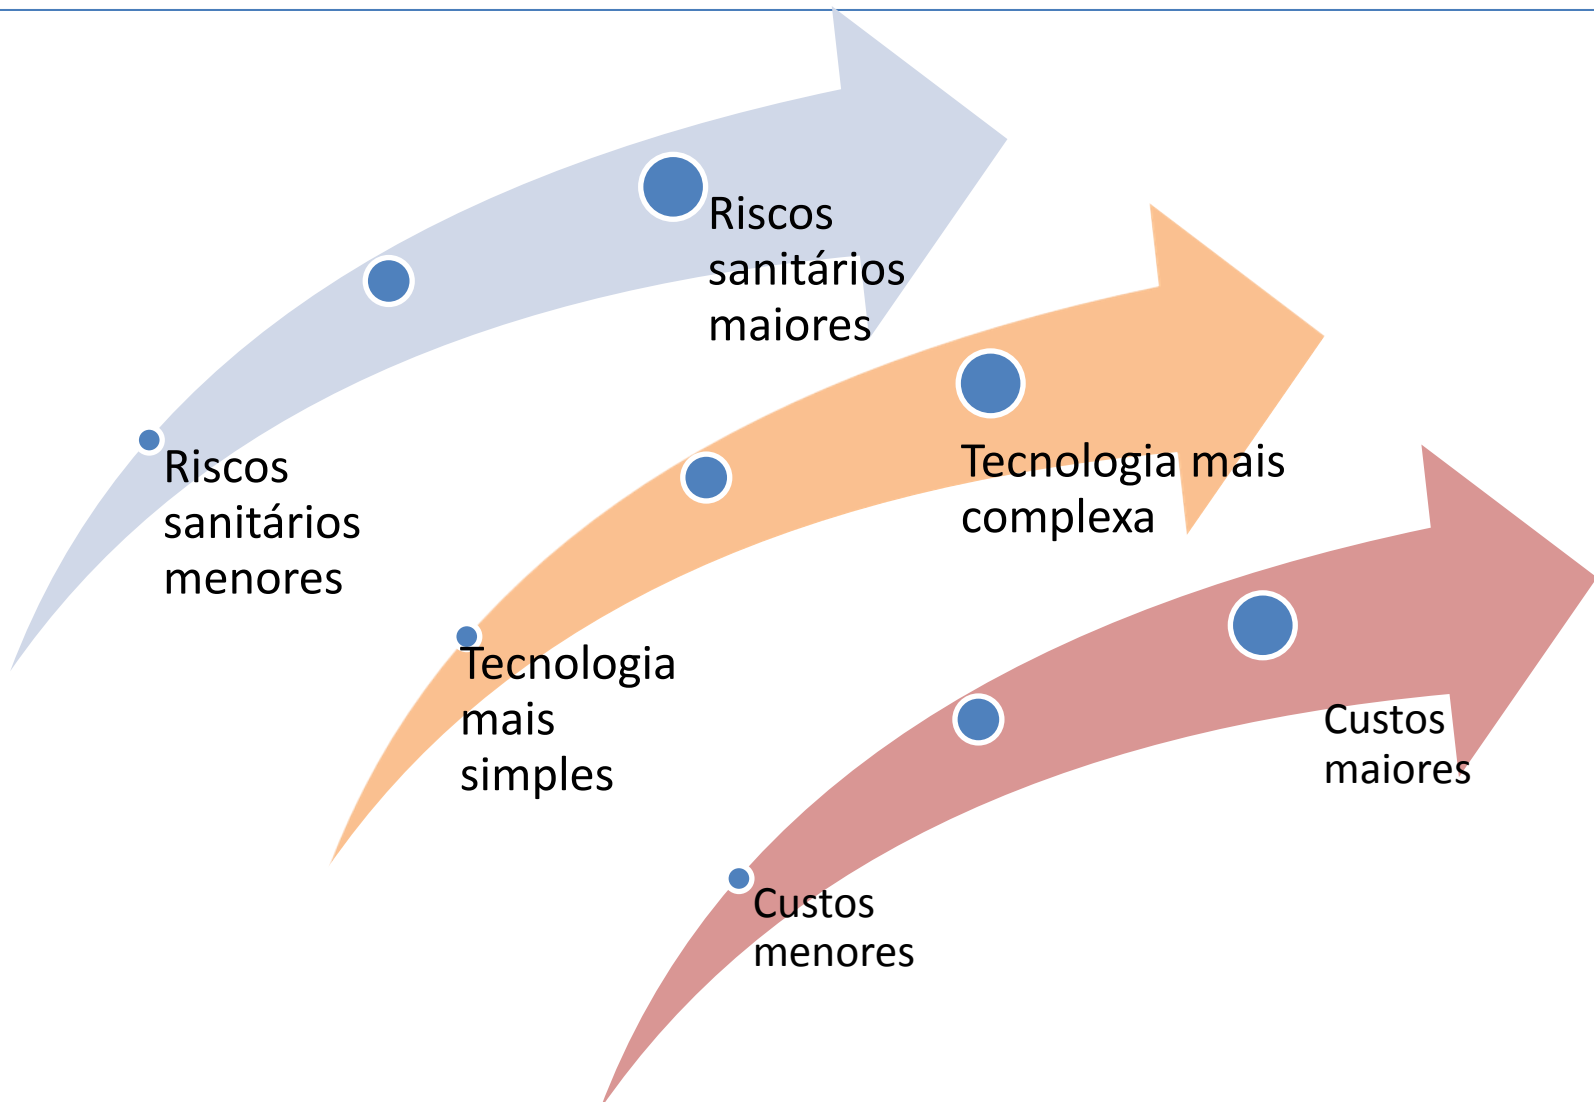 Riscos
sanitários
maiores
Riscos
sanitários
menores
Tecnologia mais
complexa
Tecnologia
mais
simples
Custos
maiores
Custos
menores